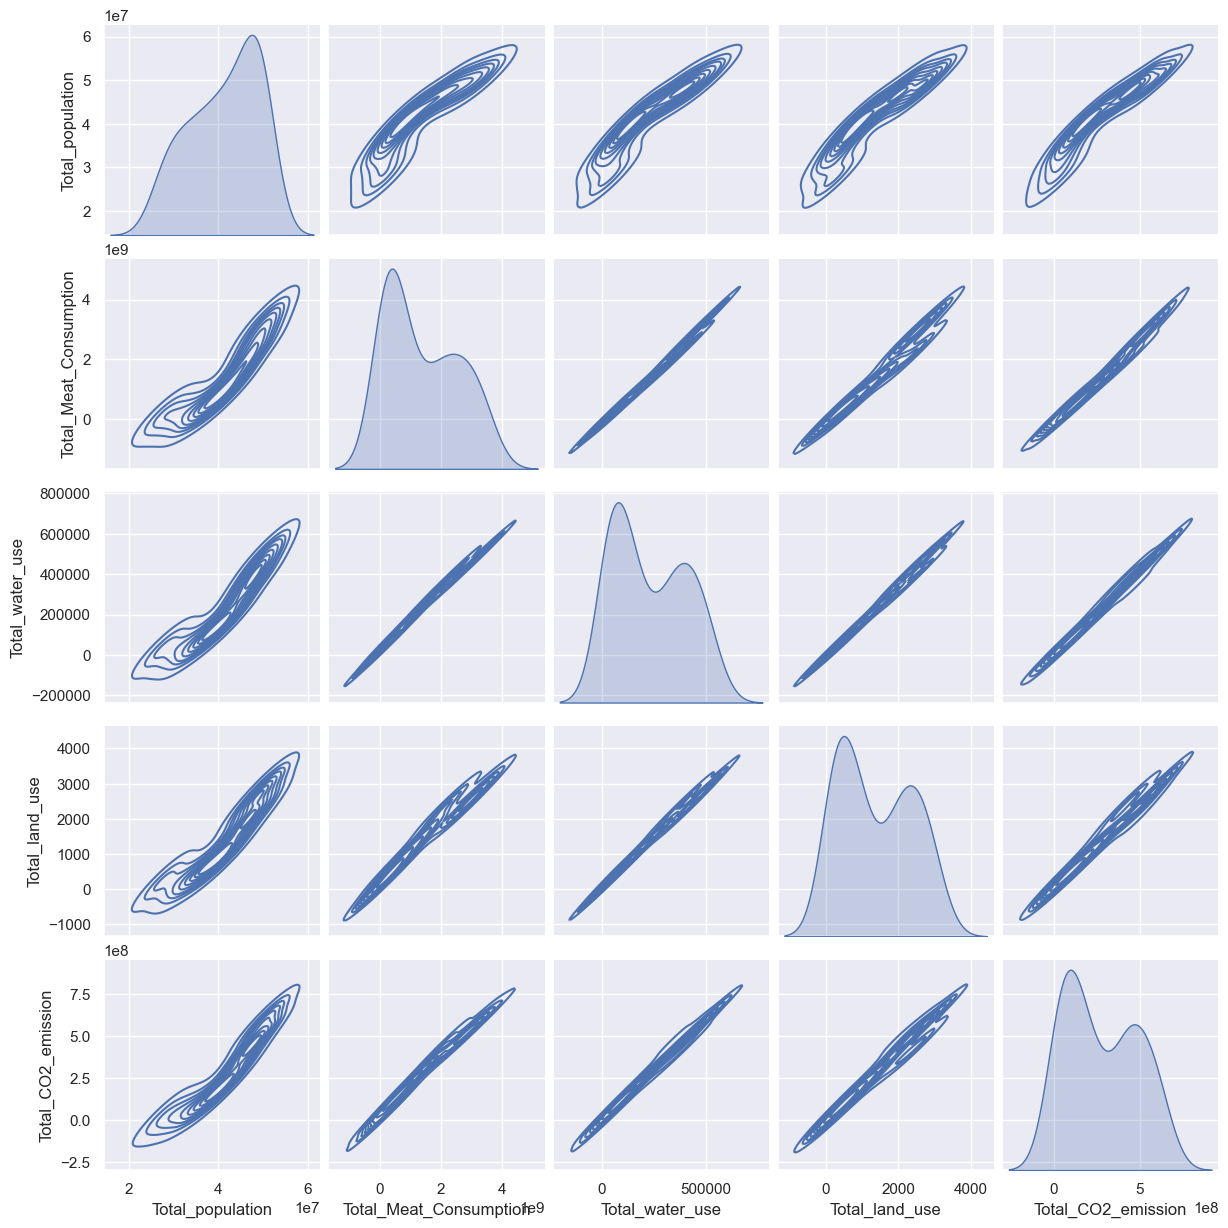 1e7
6
5
4
3
2
Total_population
1e9
4
2
0
Total_Meat_Consumption
800000
600000
400000
200000
0
−200000
Total_water_use
4000
3000
2000
1000
0
−1000
Total_land_use
1e8
7.5
5.0
2.5
0.0
−2.5
Total_CO2_emission
2 4 6 0 2 4 0 500000 0 2000 4000 0 5
Total_population 1e7 Total_Meat_Consumption 1e9 Total_water_use Total_land_use Total_CO2_emission 1e8